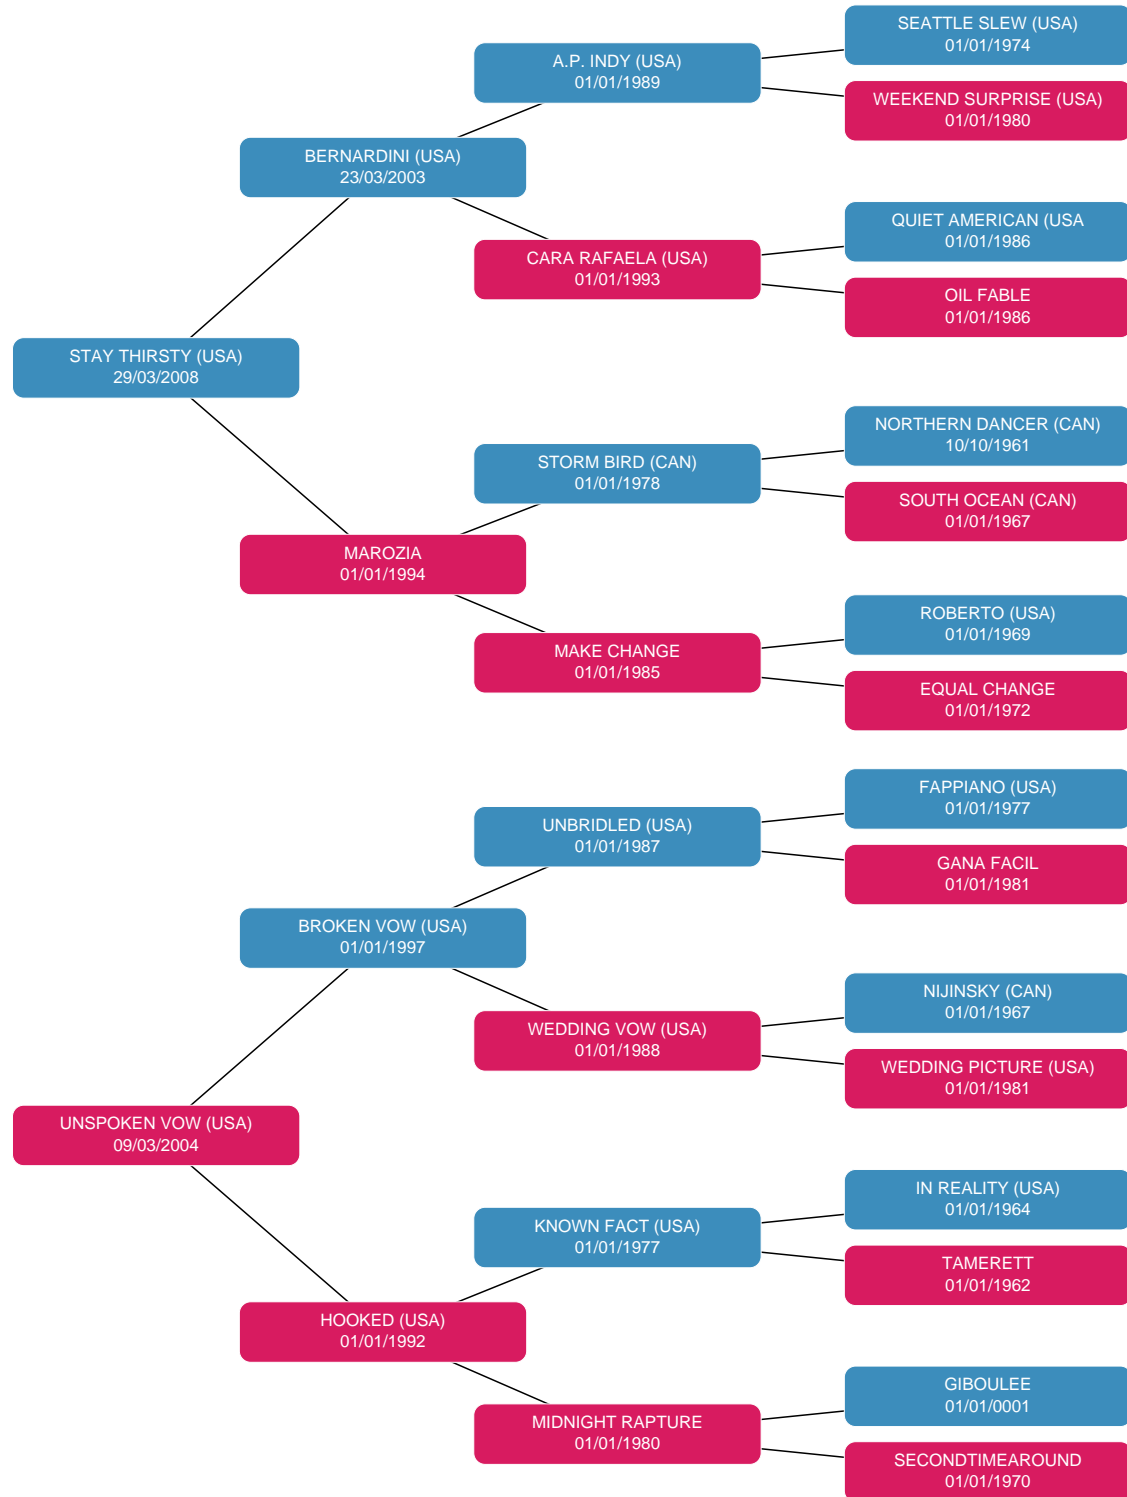 SEATTLE SLEW (USA)
01/01/1974
A.P. INDY (USA)
01/01/1989
WEEKEND SURPRISE (USA)
01/01/1980
BERNARDINI (USA)
23/03/2003
QUIET AMERICAN (USA
01/01/1986
CARA RAFAELA (USA)
01/01/1993
OIL FABLE
01/01/1986
STAY THIRSTY (USA)
29/03/2008
NORTHERN DANCER (CAN)
10/10/1961
STORM BIRD (CAN)
01/01/1978
SOUTH OCEAN (CAN)
01/01/1967
MAROZIA
01/01/1994
ROBERTO (USA)
01/01/1969
MAKE CHANGE
01/01/1985
EQUAL CHANGE
01/01/1972
FAPPIANO (USA)
01/01/1977
UNBRIDLED (USA)
01/01/1987
GANA FACIL
01/01/1981
BROKEN VOW (USA)
01/01/1997
NIJINSKY (CAN)
01/01/1967
WEDDING VOW (USA)
01/01/1988
WEDDING PICTURE (USA)
01/01/1981
UNSPOKEN VOW (USA)
09/03/2004
IN REALITY (USA)
01/01/1964
KNOWN FACT (USA)
01/01/1977
TAMERETT
01/01/1962
HOOKED (USA)
01/01/1992
GIBOULEE
01/01/0001
MIDNIGHT RAPTURE
01/01/1980
SECONDTIMEAROUND
01/01/1970